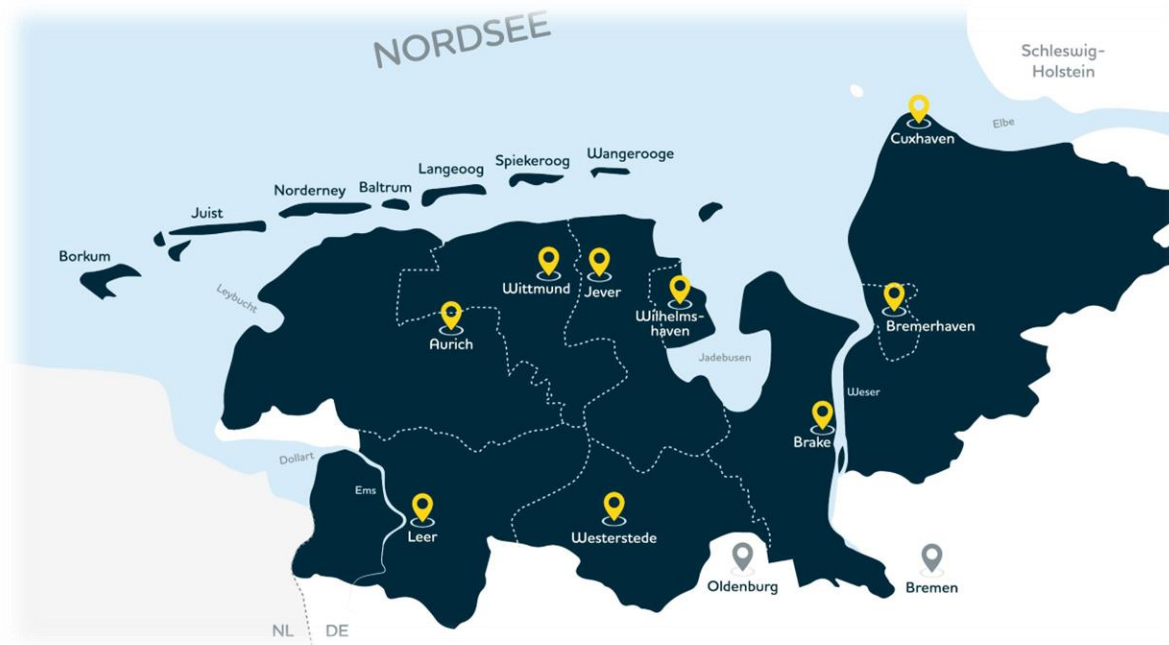 NORDSEE
Schleswig-
Holstein
Elbe
Cuxhaven
Wangerooge
Spiekeroog
Langeoog
Baltrum
Norderney
Juist
Borkum
Leybucht
Wittmund
Jever
Wilhelms-
haven
Bremerhaven
Aurich
Jadebusen
Weser
Brake
Dollart
Ems
Leer
Westerstede
Oldenburg
Bremen
NL
DE